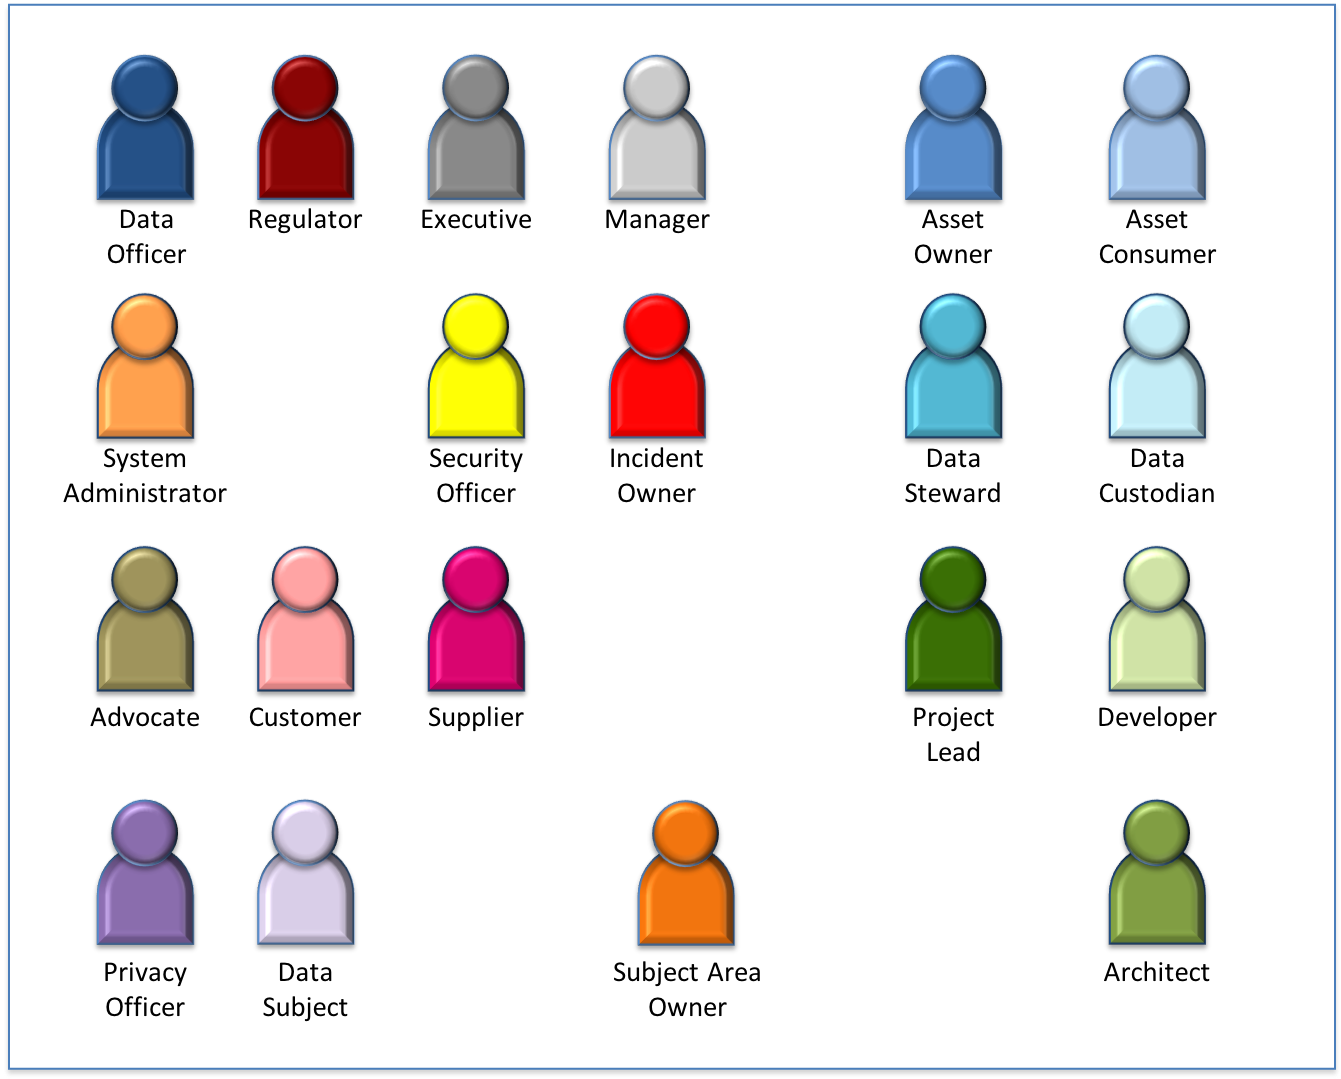 Data
Officer
Regulator
Executive
Manager
Asset
Owner
Asset
Consumer
System
Administrator
Security
Officer
Incident
Owner
Data
Steward
Data
Custodian
Advocate
Customer
Supplier
Project
Lead
Developer
Privacy
Officer
Data
Subject
Subject Area
Owner
Architect